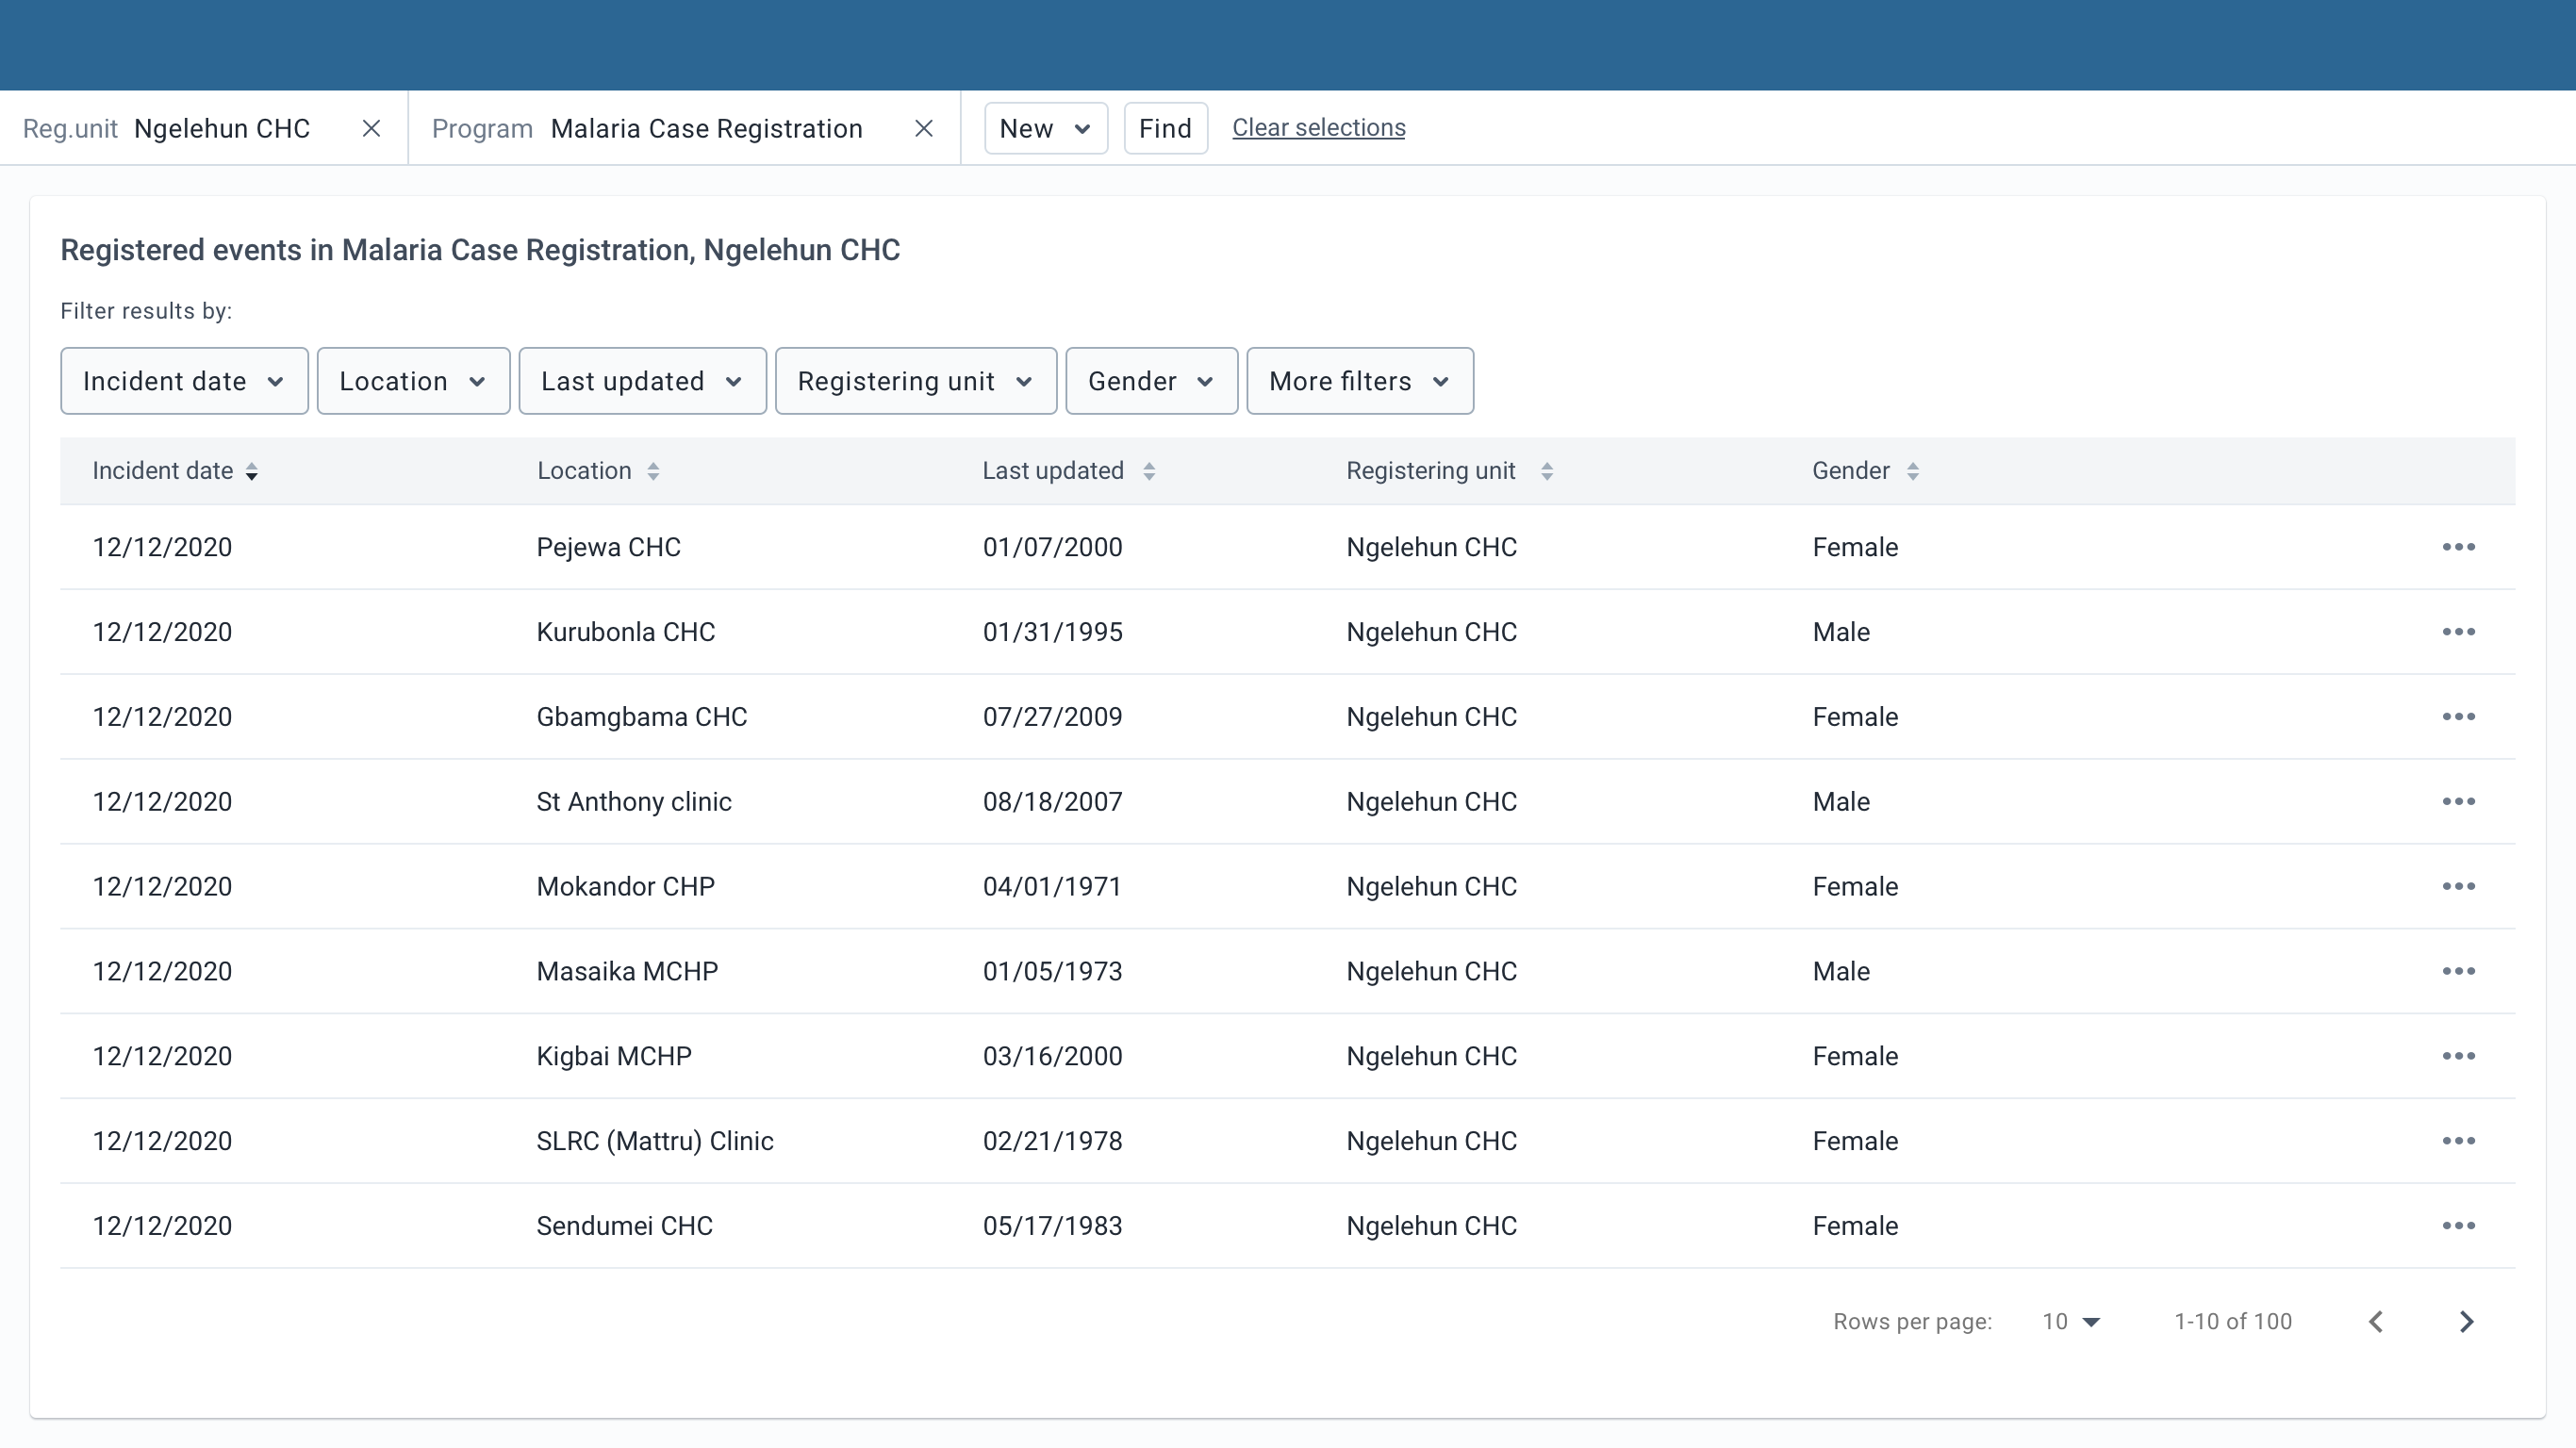 Reg.unit Ngelehun CHC Program Malaria Case Registration New Find Clear selections
Registered events in Malaria Case Registration, Ngelehun CHC
Filter results by:
Incident date Location Last updated Registering unit Gender More filters
Incident date Location Last updated Registering unit Gender
12/12/2020 Pejewa CHC 01/07/2000 Ngelehun CHC Female
12/12/2020 Kurubonla CHC 01/31/1995 Ngelehun CHC Male
12/12/2020 Gbamgbama CHC 07/27/2009 Ngelehun CHC Female
12/12/2020 St Anthony clinic 08/18/2007 Ngelehun CHC Male
12/12/2020 Mokandor CHP 04/01/1971 Ngelehun CHC Female
12/12/2020 Masaika MCHP 01/05/1973 Ngelehun CHC Male
12/12/2020 Kigbai MCHP 03/16/2000 Ngelehun CHC Female
12/12/2020 SLRC (Mattru) Clinic 02/21/1978 Ngelehun CHC Female
12/12/2020 Sendumei CHC 05/17/1983 Ngelehun CHC Female
Rows per page: 10 1-10 of 100